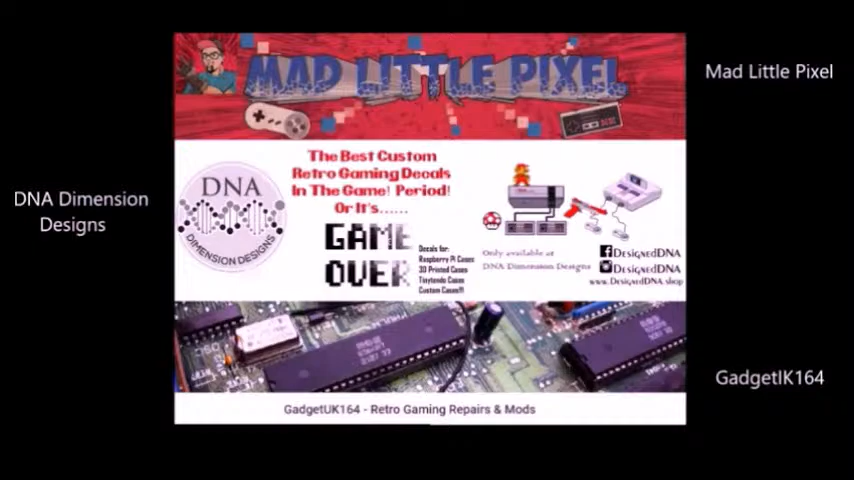 MAD LITTLE PIXEL
Mad Little Pixel
DNA Dimension
Designs
DNA
DIMENSION DESIGNS
The Best Custom
Retro Gaming Decals
In The Game! Period!
Or It's......
GAME
OVER
Decals for:
Raspberry Pi Cases
3D Printed Cases
Tinytendo Cases
Custom Cases!!!
Only available at
DNA Dimension Designs
DesignedDNA
DesignedDNA
www.DesignedDNA.shop
GadgetIK164
GadgetUK164 - Retro Gaming Repairs & Mods